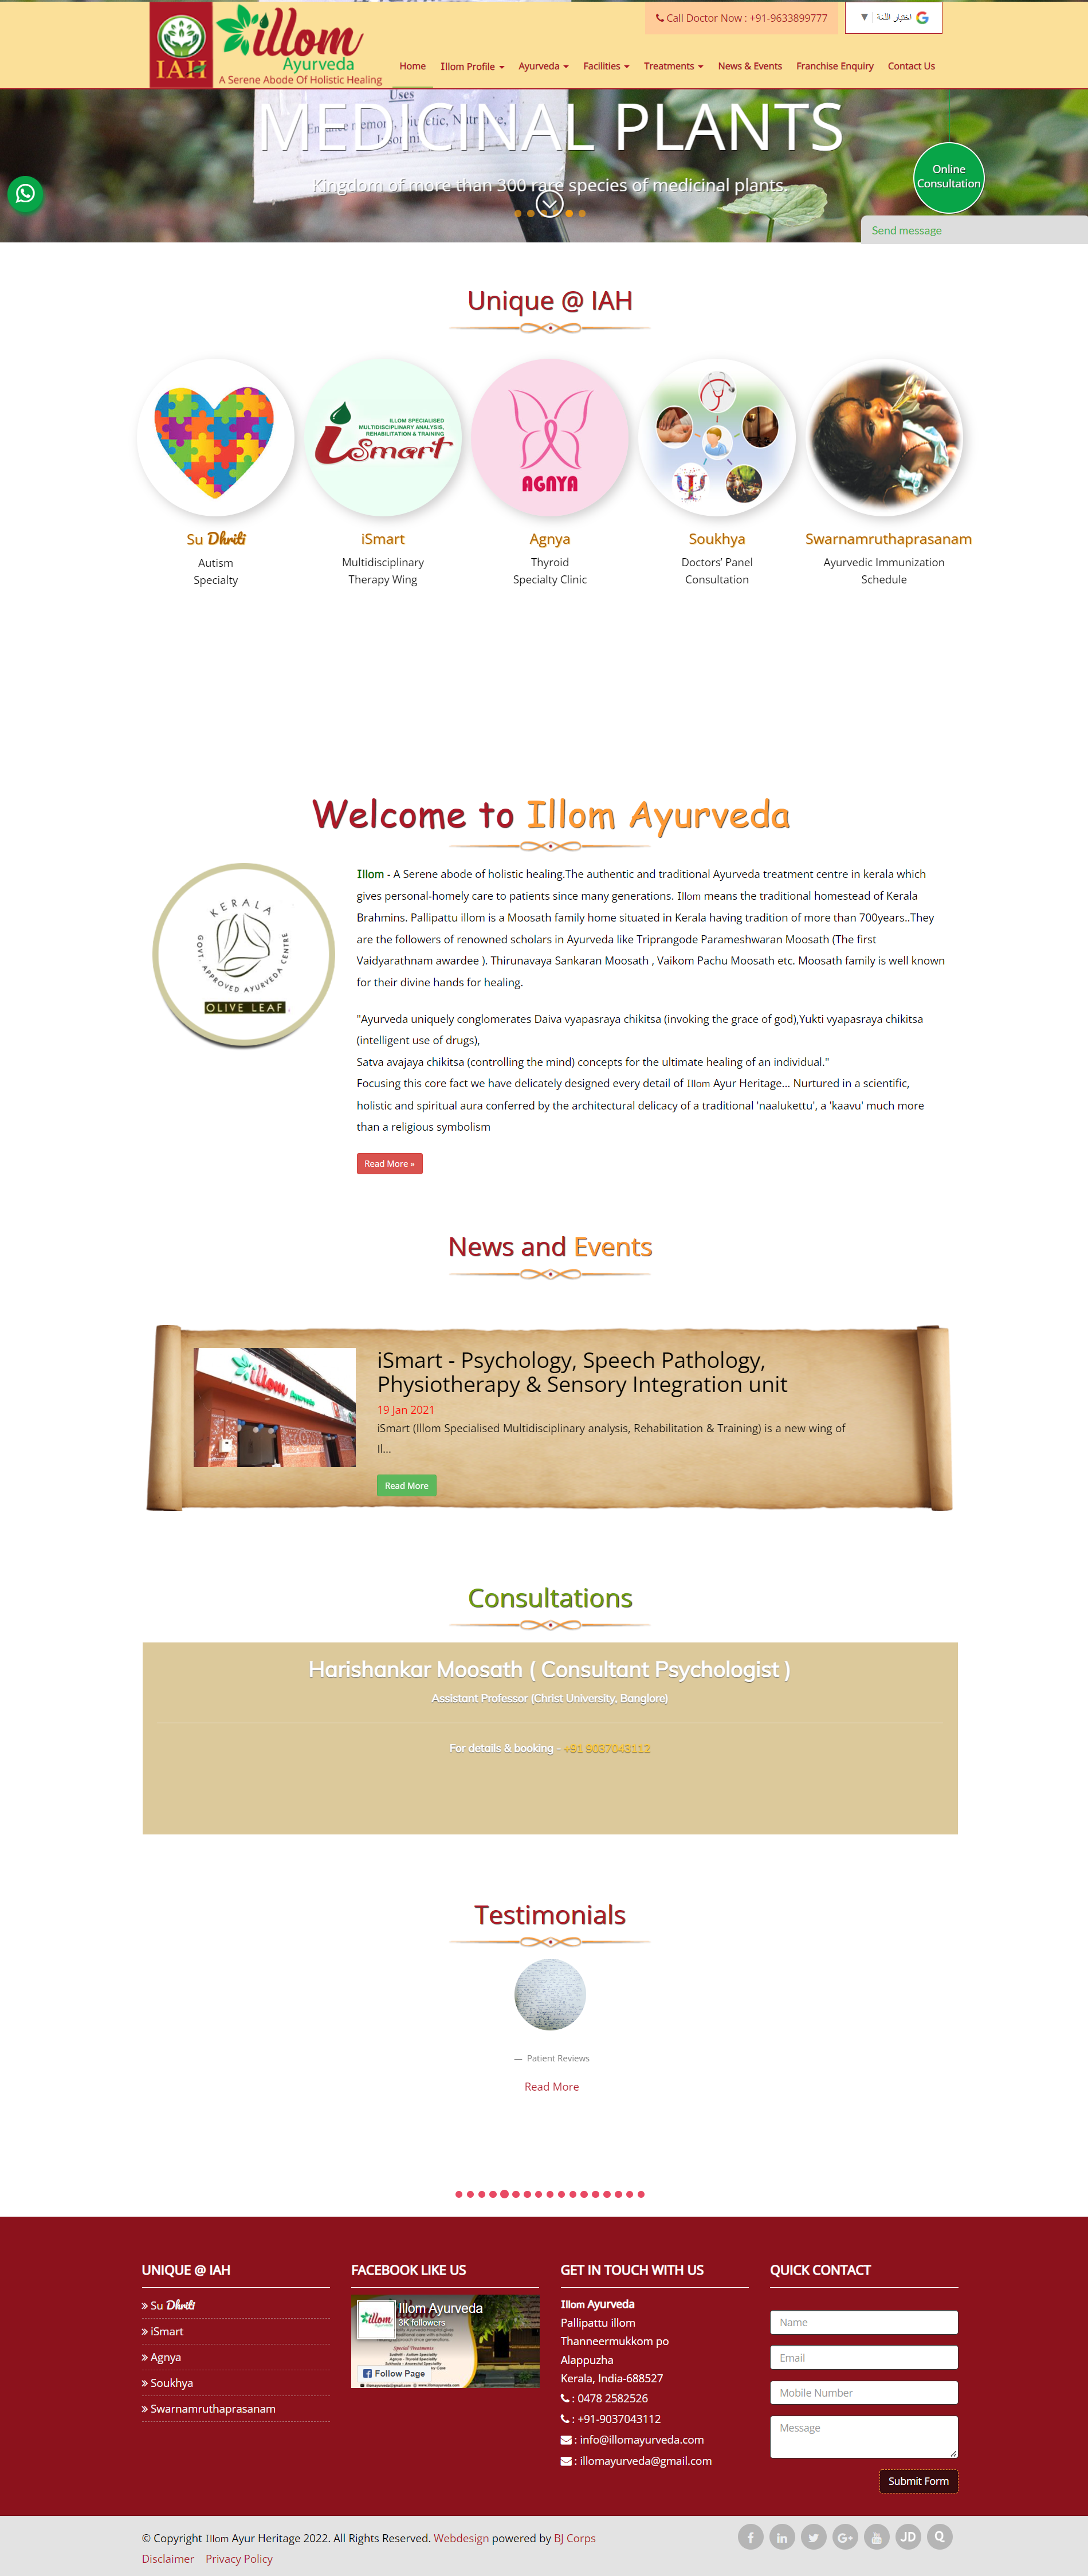 IAH
illom
Ayurveda
A Serene Abode Of Holistic Healing
Call Doctor Now : +91-9633899777
اختيار اللغة ▼
Home
Illom Profile
Ayurveda
Facilities
Treatments
News & Events
Franchise Enquiry
Contact Us
Uses
MEDICINAL PLANTS
Kingdom of more than 300 rare species of medicinal plants.
Online
Consultation
Send message
Unique @ IAH
ILLOM SPECIALISED
MULTIDISCIPLINARY ANALYSIS,
REHABILITATION & TRAINING
iSmart
AGNYA
Su Dhriti
Autism
Specialty
iSmart
Multidisciplinary
Therapy Wing
Agnya
Thyroid
Specialty Clinic
Soukhya
Doctors’ Panel
Consultation
Swarnamruthaprasanam
Ayurvedic Immunization
Schedule
Welcome to Illom Ayurveda
KERALA
GOVT. APPROVED AYURVEDA CENTRE
OLIVE LEAF
Illom - A Serene abode of holistic healing.The authentic and traditional Ayurveda treatment centre in kerala which
gives personal-homely care to patients since many generations. Illom means the traditional homestead of Kerala
Brahmins. Pallipattu illom is a Moosath family home situated in Kerala having tradition of more than 700years..They
are the followers of renowned scholars in Ayurveda like Triprangode Parameshwaran Moosath (The first
Vaidyarathnam awardee ). Thirunavaya Sankaran Moosath , Vaikom Pachu Moosath etc. Moosath family is well known
for their divine hands for healing.
"Ayurveda uniquely conglomerates Daiva vyapasraya chikitsa (invoking the grace of god),Yukti vyapasraya chikitsa
(intelligent use of drugs),
Satva avajaya chikitsa (controlling the mind) concepts for the ultimate healing of an individual."
Focusing this core fact we have delicately designed every detail of Illom Ayur Heritage... Nurtured in a scientific,
holistic and spiritual aura conferred by the architectural delicacy of a traditional 'naalukettu', a 'kaavu' much more
than a religious symbolism
Read More »
News and Events
illom Ayurveda
iSmart - Psychology, Speech Pathology,
Physiotherapy & Sensory Integration unit
19 Jan 2021
iSmart (Illom Specialised Multidisciplinary analysis, Rehabilitation & Training) is a new wing of
Il...
Read More
Consultations
Harishankar Moosath ( Consultant Psychologist )
Assistant Professor (Christ University, Banglore)
For details & booking - +91 9037043112
Testimonials
— Patient Reviews
Read More
UNIQUE @ IAH
» Su Dhriti
» iSmart
» Agnya
» Soukhya
» Swarnamruthaprasanam
FACEBOOK LIKE US
illom
Illom Ayurveda
3K followers
Special Treatments
Follow Page
GET IN TOUCH WITH US
Illom Ayurveda
Pallipattu illom
Thanneermukkom po
Alappuzha
Kerala, India-688527
: 0478 2582526
: +91-9037043112
: info@illomayurveda.com
: illomayurveda@gmail.com
QUICK CONTACT
Name
Email
Mobile Number
Message
Submit Form
© Copyright Illom Ayur Heritage 2022. All Rights Reserved. Webdesign powered by BJ Corps
Disclaimer Privacy Policy
JD
Q